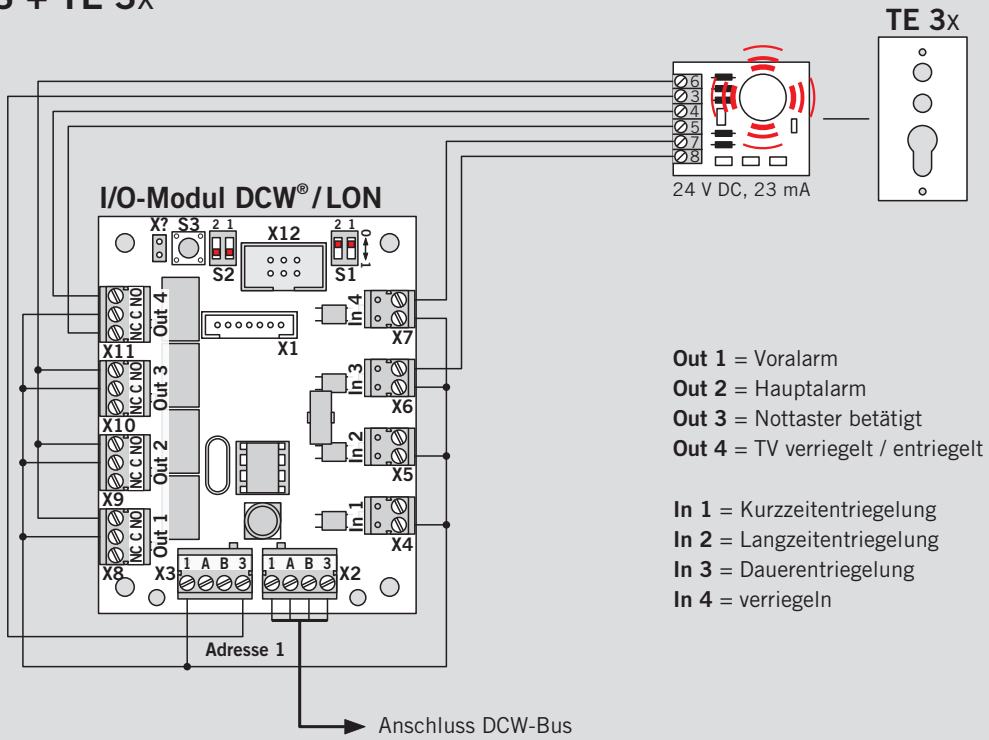 + TE 3x
TE 3x
6
3
4
5
7
8
24 V DC, 23 mA
I/O-Modul DCW® / LON
X? S3 2 1 X12 2 1 0
1
S2 S1
NC C NO Out 4 X11
X1
In 4 X7
NC C NO Out 3 X10
In 3 X6
NC C NO Out 2 X9
In 2 X5
NC C NO Out 1 X8
In 1 X4
X3 1 A B 3 1 A B 3 X2
Adresse 1
Anschluss DCW-Bus
Out 1 = Voralarm
Out 2 = Hauptalarm
Out 3 = Nottaster betätigt
Out 4 = TV verriegelt / entriegelt
In 1 = Kurzzeitentriegelung
In 2 = Langzeitentriegelung
In 3 = Dauerentriegelung
In 4 = verriegeln